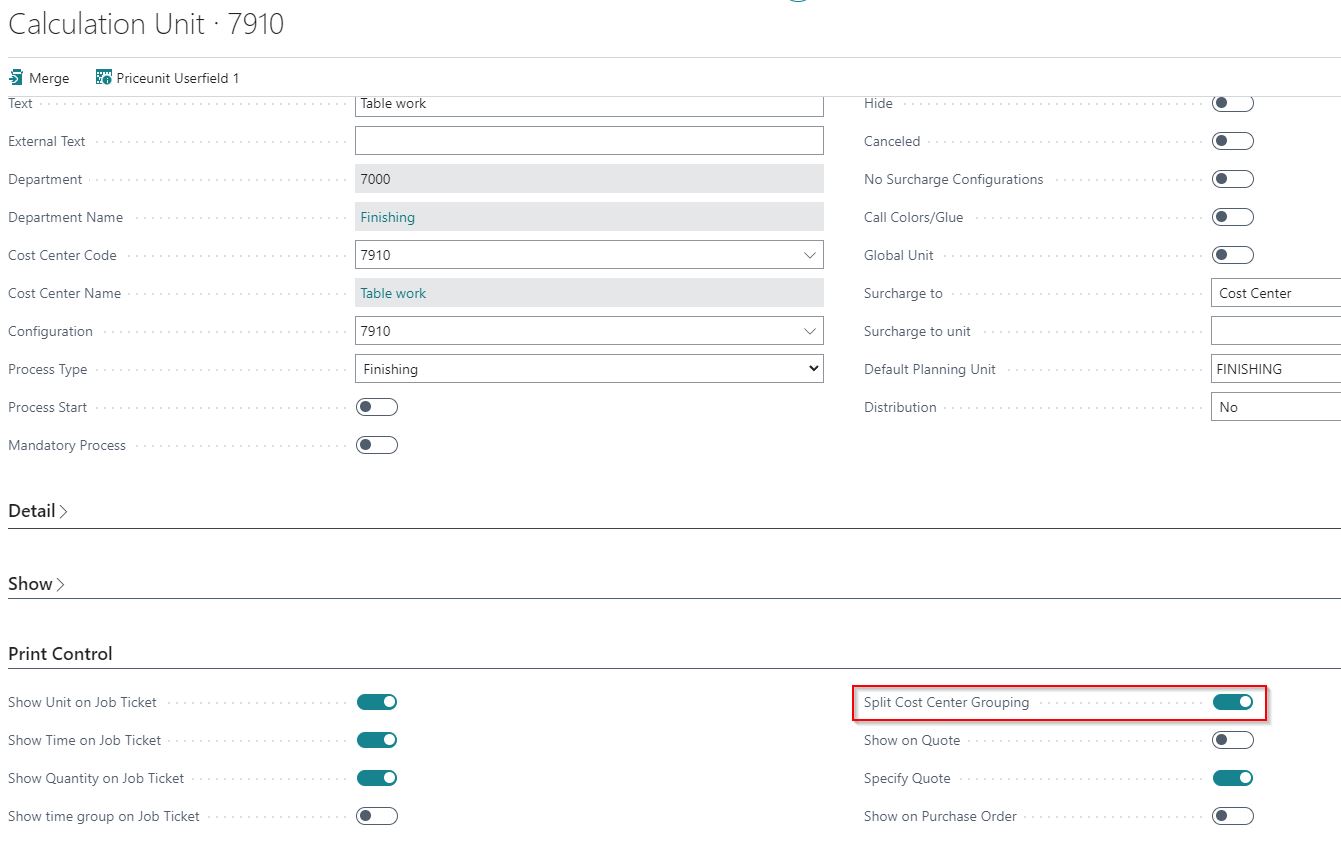 Calculation Unit · 7910
Merge Priceunit Userfield 1
Text Table work
External Text
Department 7000
Department Name Finishing
Cost Center Code 7910
Cost Center Name Table work
Configuration 7910
Process Type Finishing
Process Start
Mandatory Process
Hide
Canceled
No Surcharge Configurations
Call Colors/Glue
Global Unit
Surcharge to Cost Center
Surcharge to unit
Default Planning Unit FINISHING
Distribution No
Detail
Show
Print Control
Show Unit on Job Ticket
Show Time on Job Ticket
Show Quantity on Job Ticket
Show time group on Job Ticket
Split Cost Center Grouping
Show on Quote
Specify Quote
Show on Purchase Order